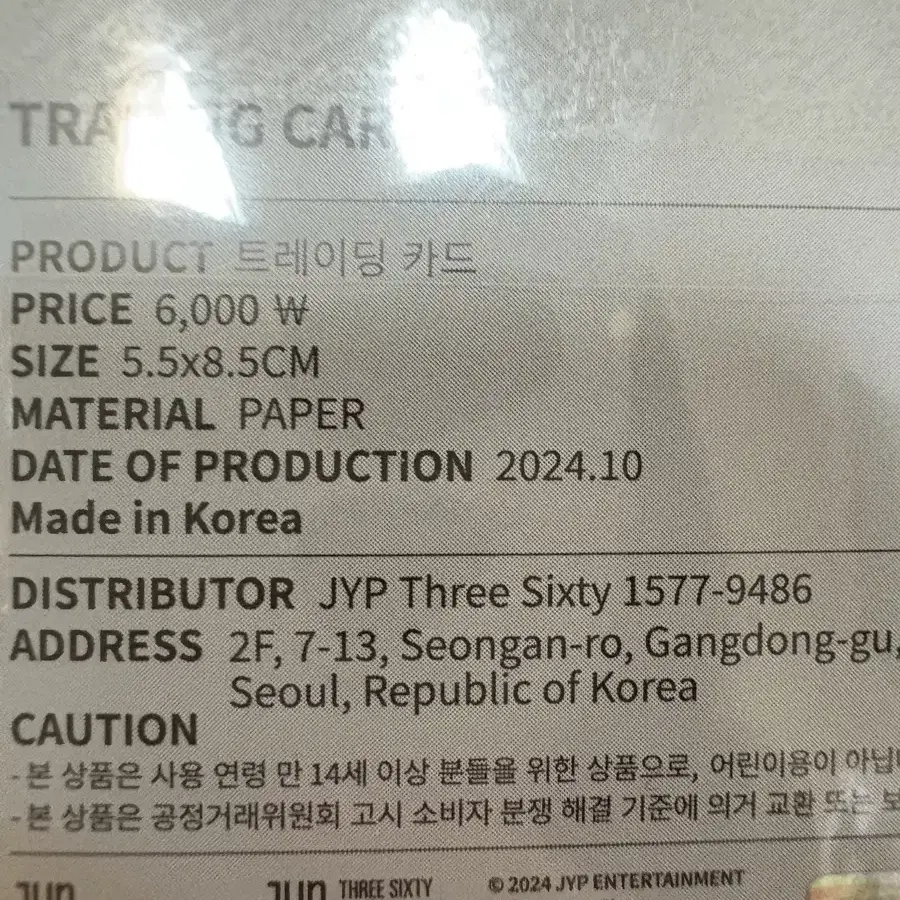 TRADING CARD
PRODUCT 트레이딩 카드
PRICE 6,000 ₩
SIZE 5.5x8.5CM
MATERIAL PAPER
DATE OF PRODUCTION 2024.10
Made in Korea
DISTRIBUTOR JYP Three Sixty 1577-9486
ADDRESS 2F, 7-13, Seongan-ro, Gangdong-gu,
Seoul, Republic of Korea
CAUTION
- 본 상품은 사용 연령 만 14세 이상 분들을 위한 상품으로, 어린이용이
- 본 상품은 공정거래위원회 고시 소비자 분쟁 해결 기준에 의거 교환 또는
THREE SIXTY © 2024 JYP ENTERTAINMENT